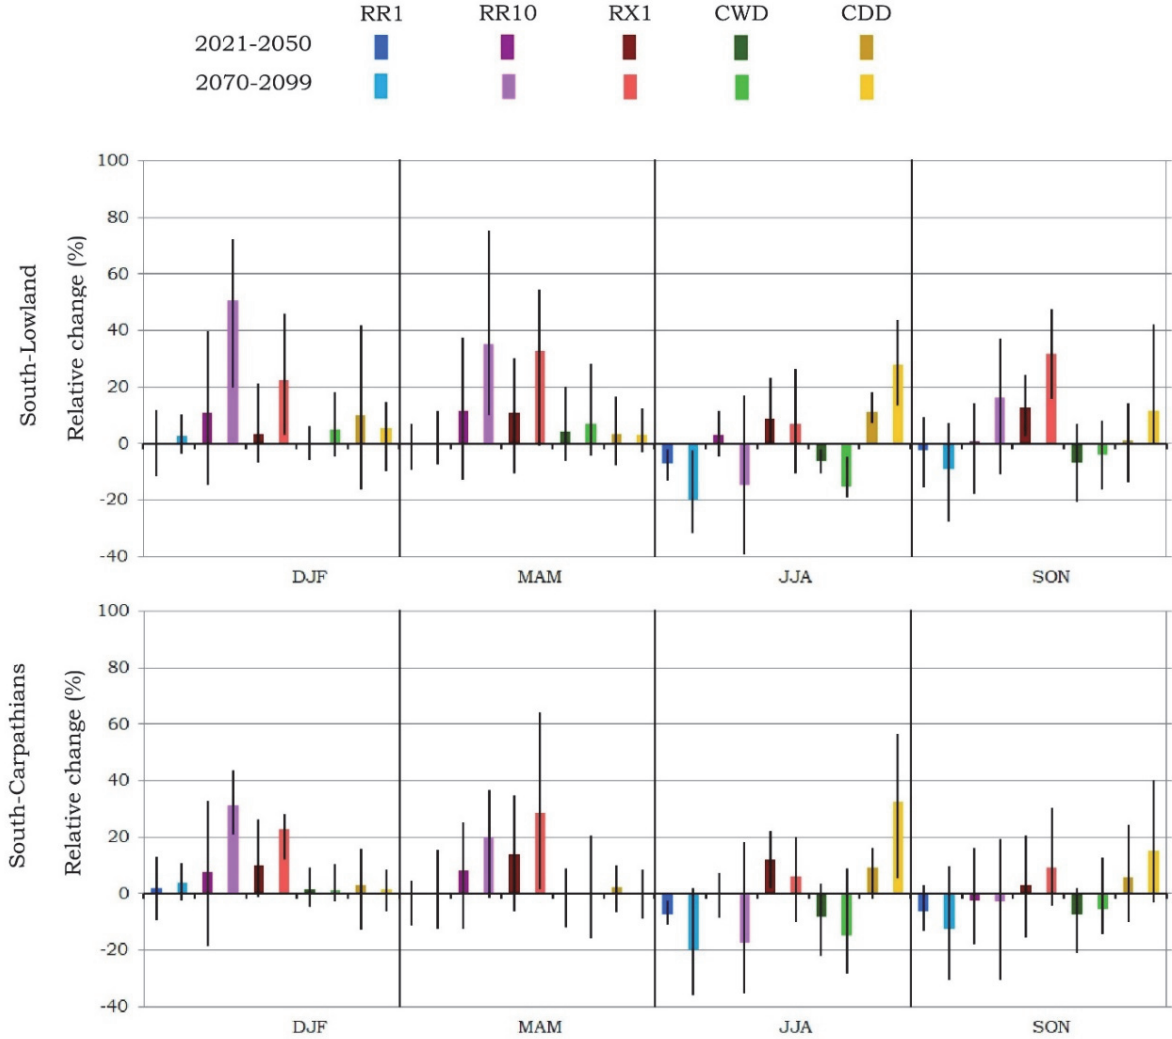 RR1 RR10 RX1 CWD CDD
2021-2050
2070-2099
South-Lowland
Relative change (%)
100
80
60
40
20
0
-20
-40
DJF MAM JJA SON
South-Carpathians
Relative change (%)
100
80
60
40
20
0
-20
-40
DJF MAM JJA SON